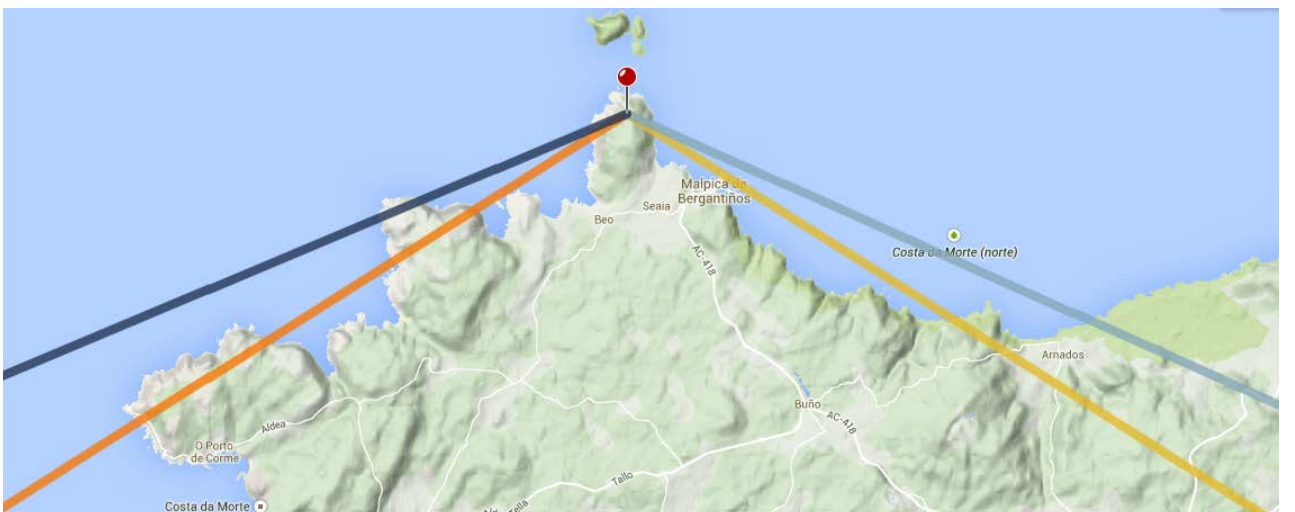 Malpica de
Bergantiños
Seaia
Beo
AC-418
Costa da Morte (norte)
Arnados
Buño
AC-418
Aldea
O Porto
de Corme
Tallo
Costa da Morte